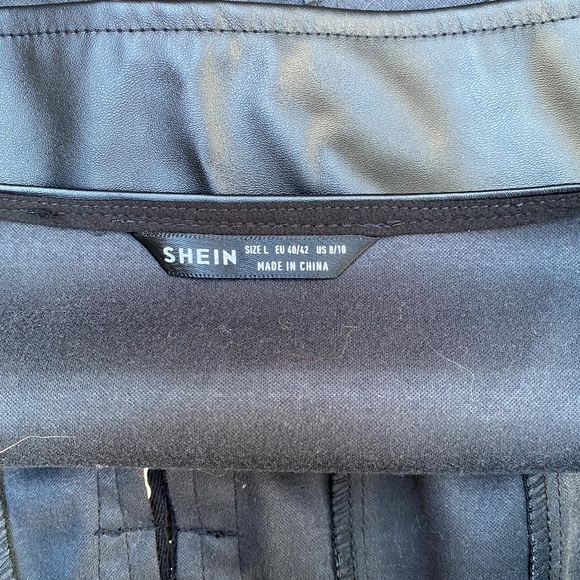 SHEIN SIZE L EU 40/42 US 8/10
MADE IN CHINA